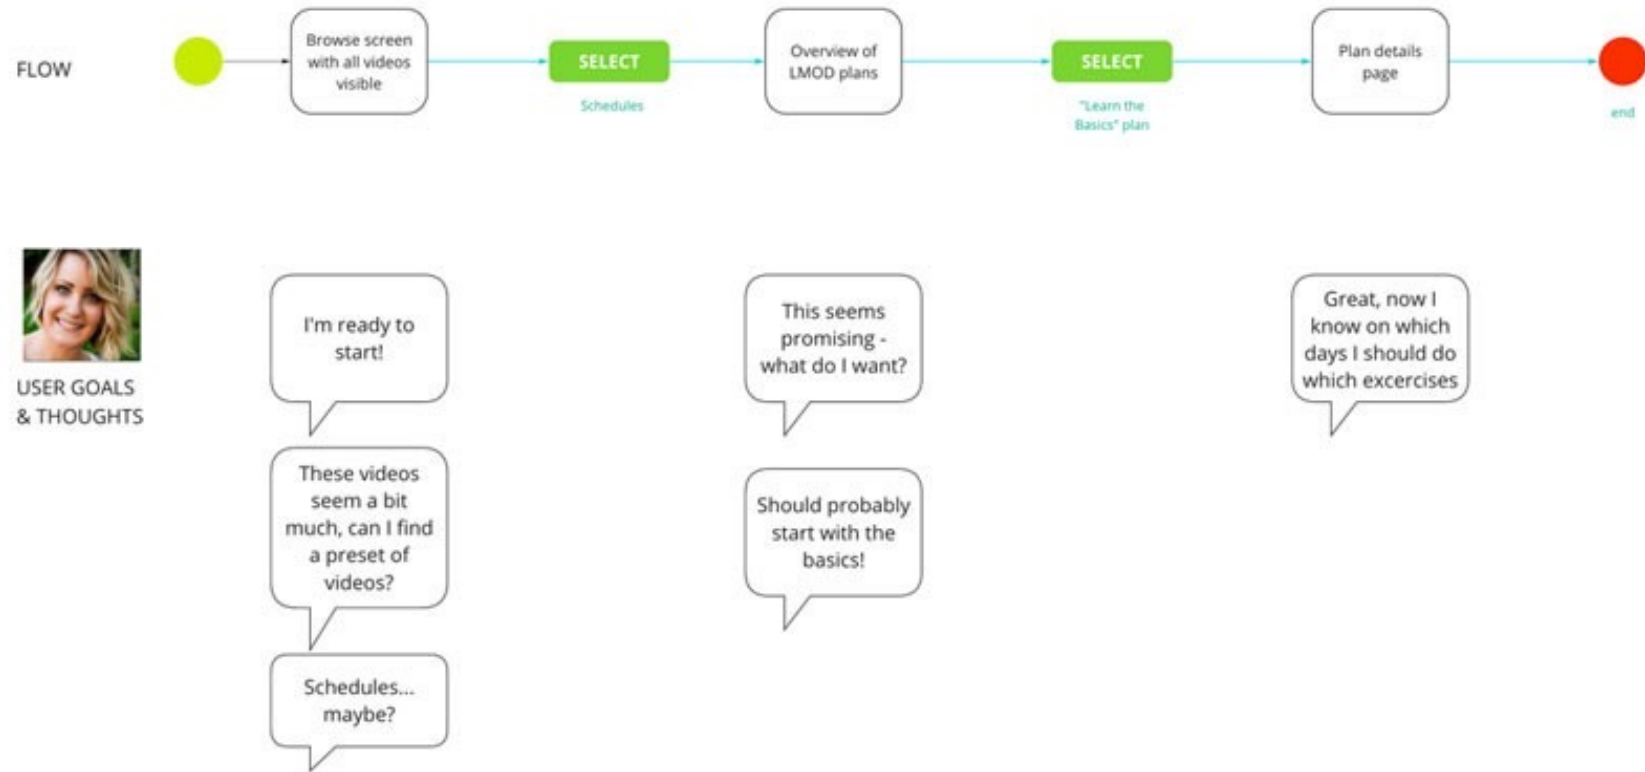 FLOW
Browse screen
with all videos
visible
SELECT
Schedules
Overview of
LMOD plans
SELECT
"Learn the
Basics" plan
Plan details
page
end
USER GOALS
& THOUGHTS
I'm ready to
start!
These videos
seem a bit
much, can I find
a preset of
videos?
Schedules...
maybe?
This seems
promising -
what do I want?
Should probably
start with the
basics!
Great, now I
know on which
days I should do
which excercises